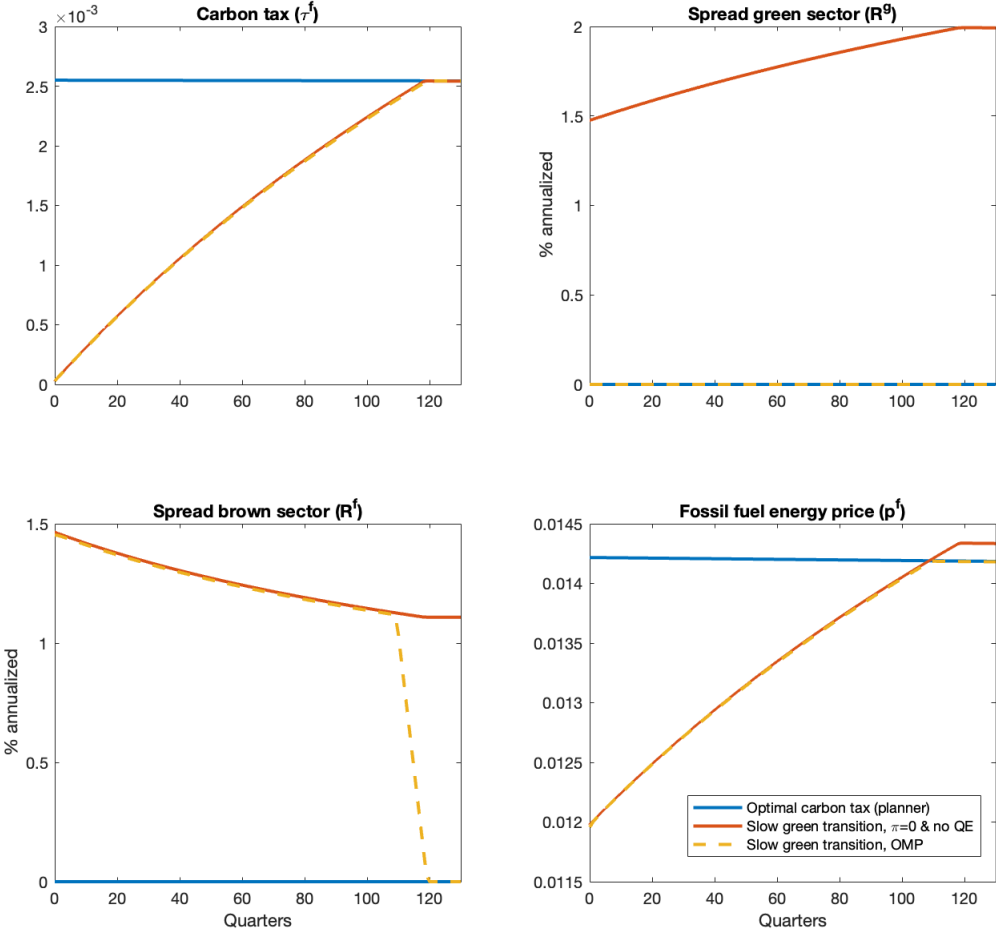 Carbon tax (τ^f)
×10^-3
3
2.5
2
1.5
1
0.5
0
0 20 40 60 80 100 120
Spread green sector (R^g)
% annualized
2
1.5
1
0.5
0
0 20 40 60 80 100 120
Spread brown sector (R^f)
% annualized
1.5
1
0.5
0
0 20 40 60 80 100 120
Quarters
Fossil fuel energy price (p^f)
0.0145
0.014
0.0135
0.013
0.0125
0.012
0.0115
Optimal carbon tax (planner)
Slow green transition, π=0 & no QE
Slow green transition, OMP
0 20 40 60 80 100 120
Quarters